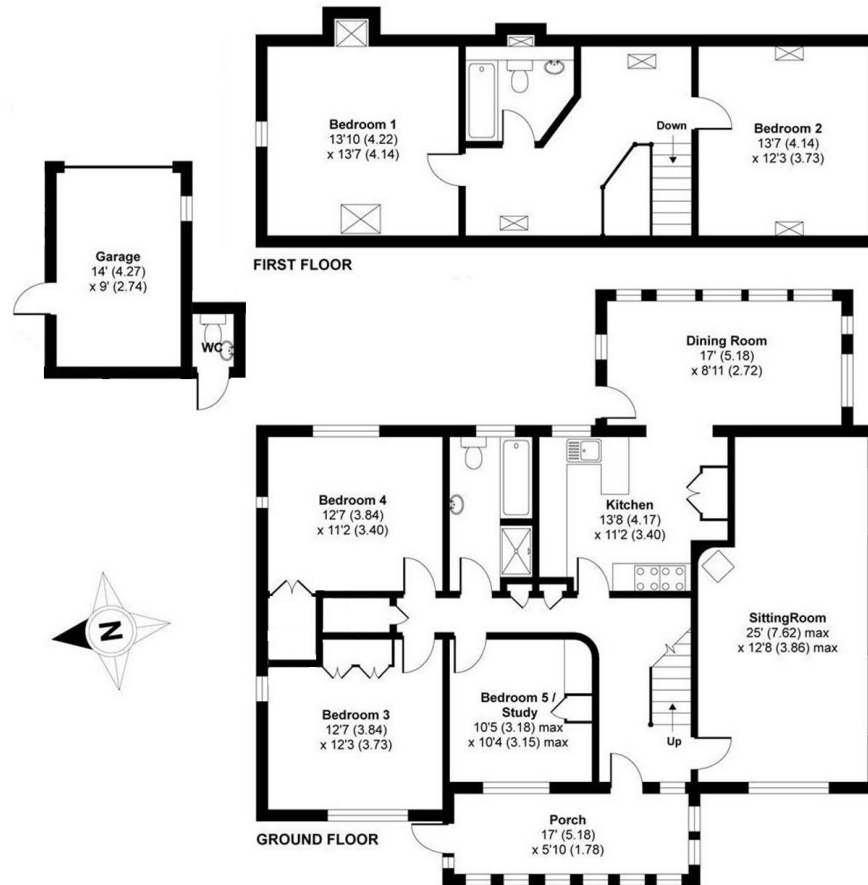 Bedroom 1
13'10 (4.22)
x 13'7 (4.14)
Down
Bedroom 2
13'7 (4.14)
x 12'3 (3.73)
FIRST FLOOR
Garage
14' (4.27)
x 9' (2.74)
WC
Dining Room
17' (5.18)
x 8'11 (2.72)
Bedroom 4
12'7 (3.84)
x 11'2 (3.40)
Kitchen
13'8 (4.17)
x 11'2 (3.40)
SittingRoom
25' (7.62) max
x 12'8 (3.86) max
N
Bedroom 3
12'7 (3.84)
x 12'3 (3.73)
Bedroom 5 /
Study
10'5 (3.18) max
x 10'4 (3.15) max
Up
Porch
17' (5.18)
x 5'10 (1.78)
GROUND FLOOR